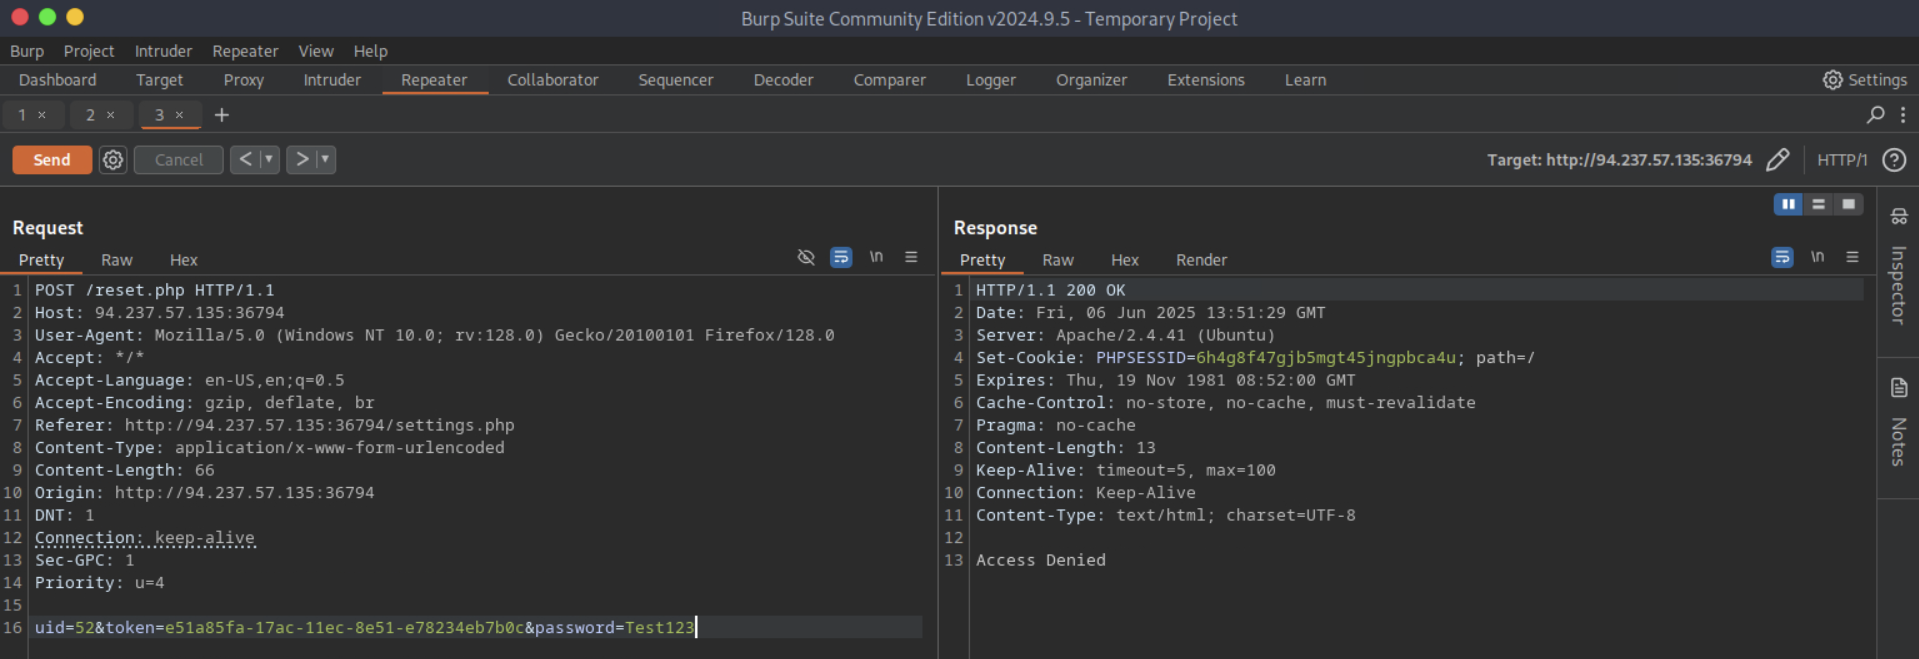 Burp Suite Community Edition v2024.9.5 - Temporary Project
Burp Project Intruder Repeater View Help
Dashboard Target Proxy Intruder Repeater Collaborator Sequencer Decoder Comparer Logger Organizer Extensions Learn Settings
1 × 2 × 3 × +
Send Cancel < > Target: http://94.237.57.135:36794 HTTP/1 ?
Request
Pretty Raw Hex \n
1 POST /reset.php HTTP/1.1
2 Host: 94.237.57.135:36794
3 User-Agent: Mozilla/5.0 (Windows NT 10.0; rv:128.0) Gecko/20100101 Firefox/128.0
4 Accept: */*
5 Accept-Language: en-US,en;q=0.5
6 Accept-Encoding: gzip, deflate, br
7 Referer: http://94.237.57.135:36794/settings.php
8 Content-Type: application/x-www-form-urlencoded
9 Content-Length: 66
10 Origin: http://94.237.57.135:36794
11 DNT: 1
12 Connection: keep-alive
13 Sec-GPC: 1
14 Priority: u=4
15
16 uid=52&token=e51a85fa-17ac-11ec-8e51-e78234eb7b0c&password=Test123
Response
Pretty Raw Hex Render \n
1 HTTP/1.1 200 OK
2 Date: Fri, 06 Jun 2025 13:51:29 GMT
3 Server: Apache/2.4.41 (Ubuntu)
4 Set-Cookie: PHPSESSID=6h4g8f47gjb5mgt45jngpbca4u; path=/
5 Expires: Thu, 19 Nov 1981 08:52:00 GMT
6 Cache-Control: no-store, no-cache, must-revalidate
7 Pragma: no-cache
8 Content-Length: 13
9 Keep-Alive: timeout=5, max=100
10 Connection: Keep-Alive
11 Content-Type: text/html; charset=UTF-8
12
13 Access Denied
Inspector
Notes